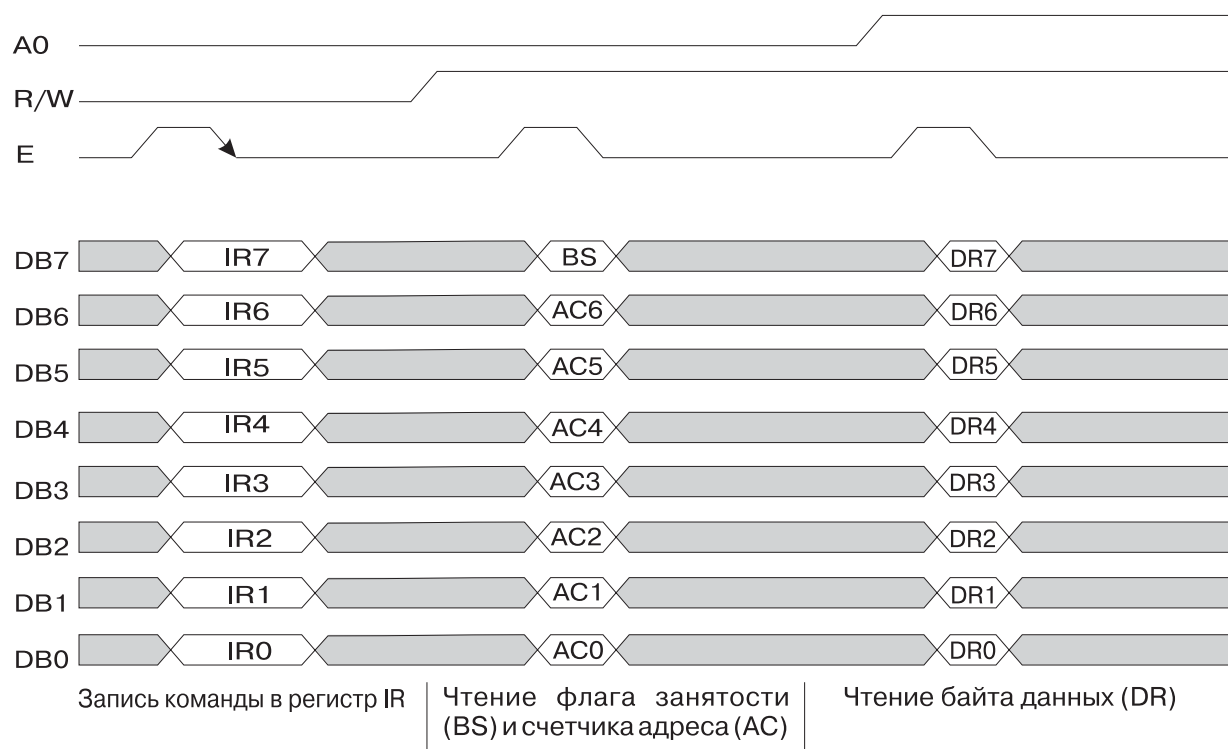 A0
R/W
E
DB7 IR7 BS DR7
DB6 IR6 AC6 DR6
DB5 IR5 AC5 DR5
DB4 IR4 AC4 DR4
DB3 IR3 AC3 DR3
DB2 IR2 AC2 DR2
DB1 IR1 AC1 DR1
DB0 IR0 AC0 DR0
Запись команды в регистр IR
Чтение флага занятости
(BS) и счетчика адреса (AC)
Чтение байта данных (DR)